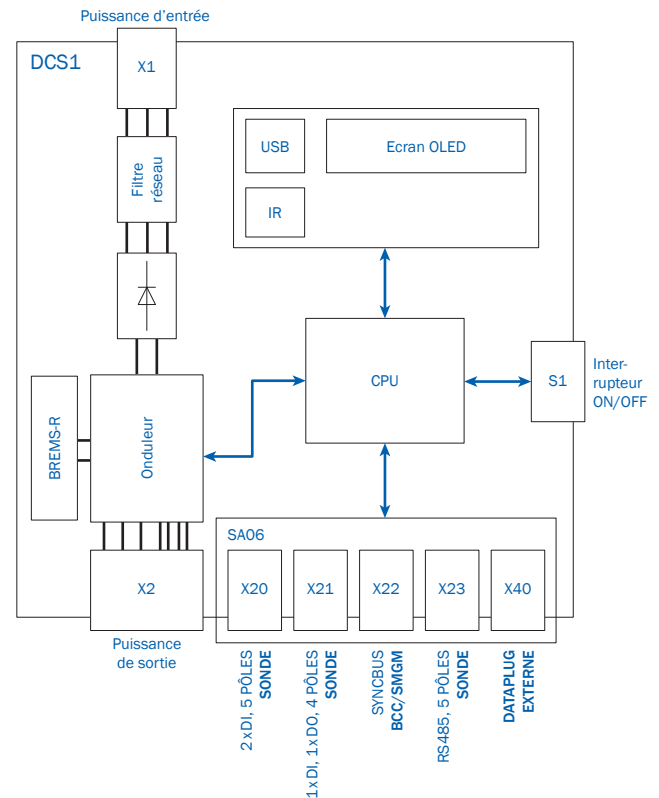 Puissance d'entrée
DCS1
X1
Filtre
réseau
USB
Ecran OLED
IR
CPU
S1
Inter-
rupteur
ON/OFF
BREMS-R
Onduleur
X2
Puissance
de sortie
SA06
X20
X21
X22
X23
X40
2 x DI, 5 PÔLES
SONDE
1 x DI, 1 x DO, 4 PÔLES
SONDE
SYNCBUS
BCC/SMGM
RS485, 5 PÔLES
SONDE
DATAPLUG
EXTERNE